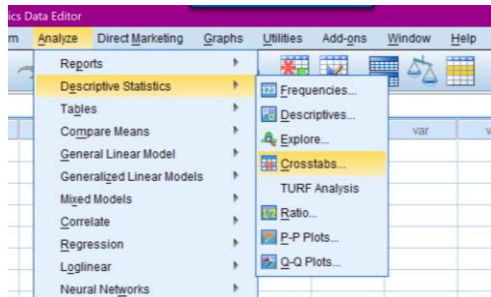 ics Data Editor
m Analyze Direct Marketing Graphs Utilities Add-ons Window Help
Reports
Descriptive Statistics
Tables
Compare Means
General Linear Model
Generalized Linear Models
Mixed Models
Correlate
Regression
Loglinear
Neural Networks
Frequencies...
Descriptives...
Explore...
Crosstabs...
TURF Analysis
Ratio...
P-P Plots...
Q-Q Plots...
var
v